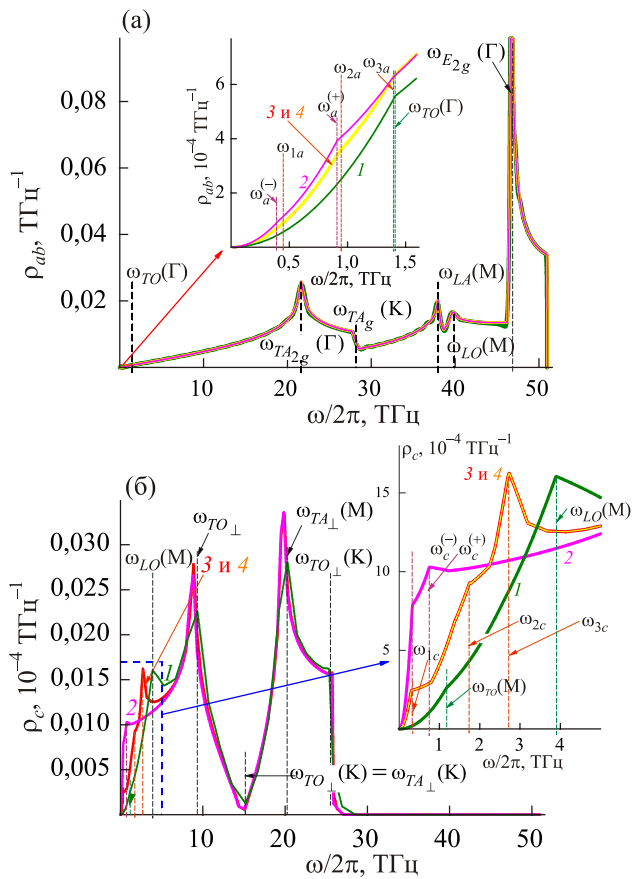 (а)
0,08
0,06
0,04
0,02
ρab, ТГц⁻¹
6
4
2
ρab, 10⁻⁴ ТГц⁻¹
ω2a
ω3a
ωa(+)
3 и 4
ω1a
ωa(−)
2
1
ωTO(Γ)
0,5
1,0
1,5
ω/2π, ТГц
ωE2g (Γ)
ωTO(Γ)
ωTA2g (Γ)
ωTAg (K)
ωLA(M)
ωLO(M)
10
20
30
40
50
ω/2π, ТГц
(б)
0,030
0,025
0,020
0,015
0,010
0,005
ρc, 10⁻⁴ ТГц⁻¹
ωTO⊥
ωLO(M)
3 и 4
1
2
ωTA⊥(M)
ωTO⊥(K)
ωTO⊥(K) = ωTA⊥(K)
10
20
30
40
50
ω/2π, ТГц
ρc, 10⁻⁴ ТГц⁻¹
15
10
5
3 и 4
ωLO(M)
ωc(−)
ωc(+)
2
1
ω1c
ω2c
ω3c
ωTO(M)
1
2
3
4
ω/2π, ТГц